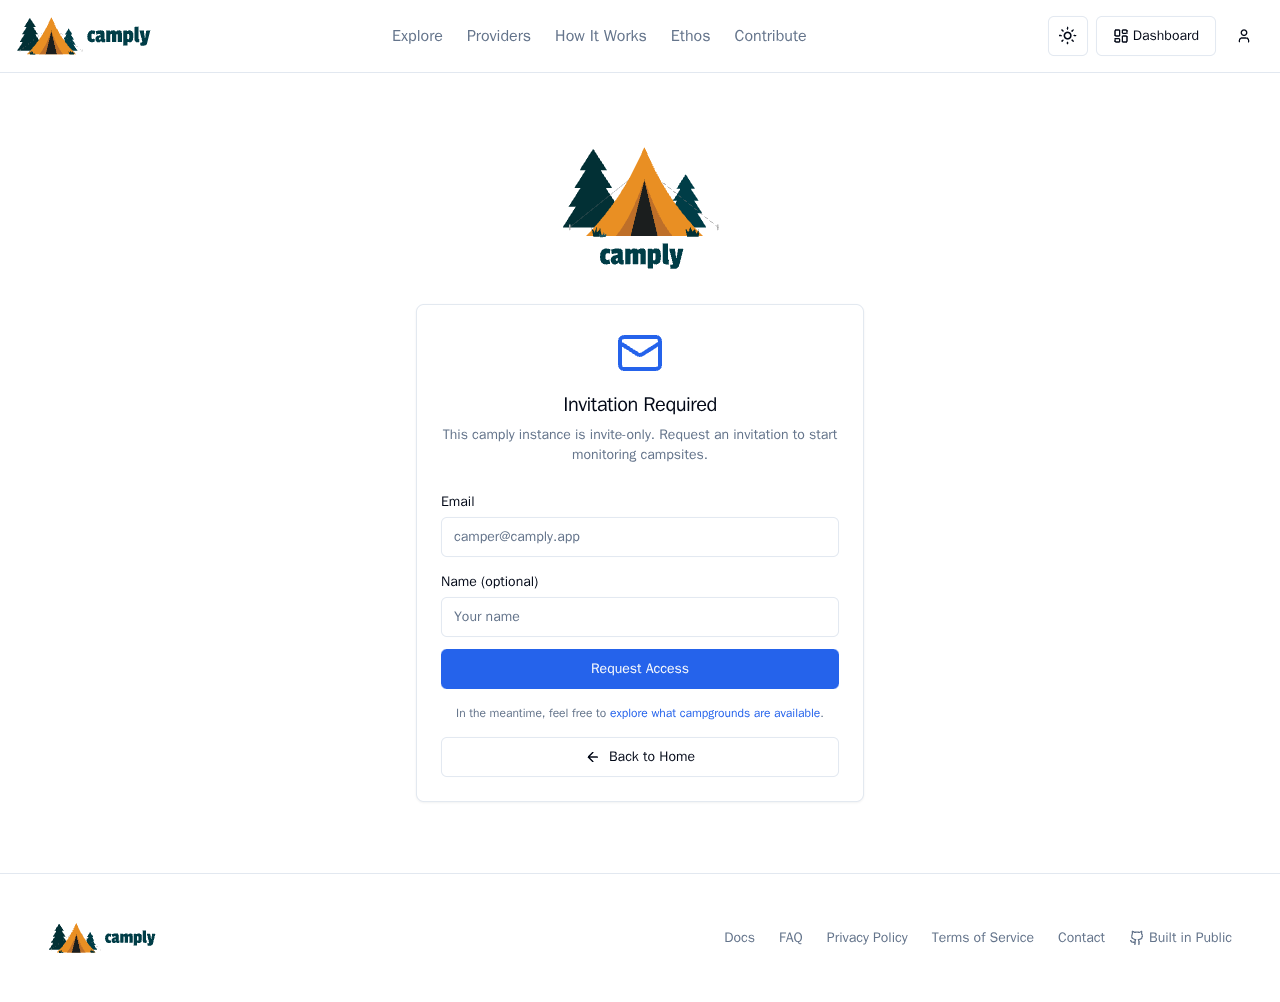 camply
Explore
Providers
How It Works
Ethos
Contribute
Dashboard
camply
Invitation Required
This camply instance is invite-only. Request an invitation to start
monitoring campsites.
Email
camper@camply.app
Name (optional)
Your name
Request Access
In the meantime, feel free to explore what campgrounds are available.
Back to Home
camply
Docs
FAQ
Privacy Policy
Terms of Service
Contact
Built in Public